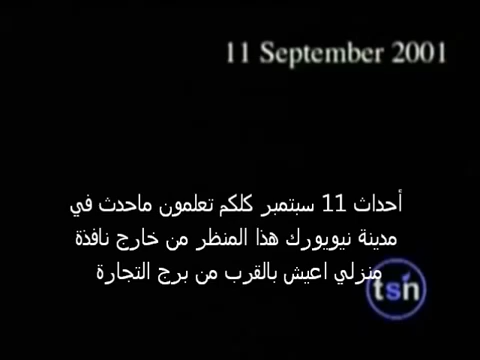 11 September 2001
أحداث 11 سبتمبر كلكم تعلمون ماحدث في
مدينة نيويورك هذا المنظر من خارج نافذة
منزلي اعيش بالقرب من برج التجارة
tsn